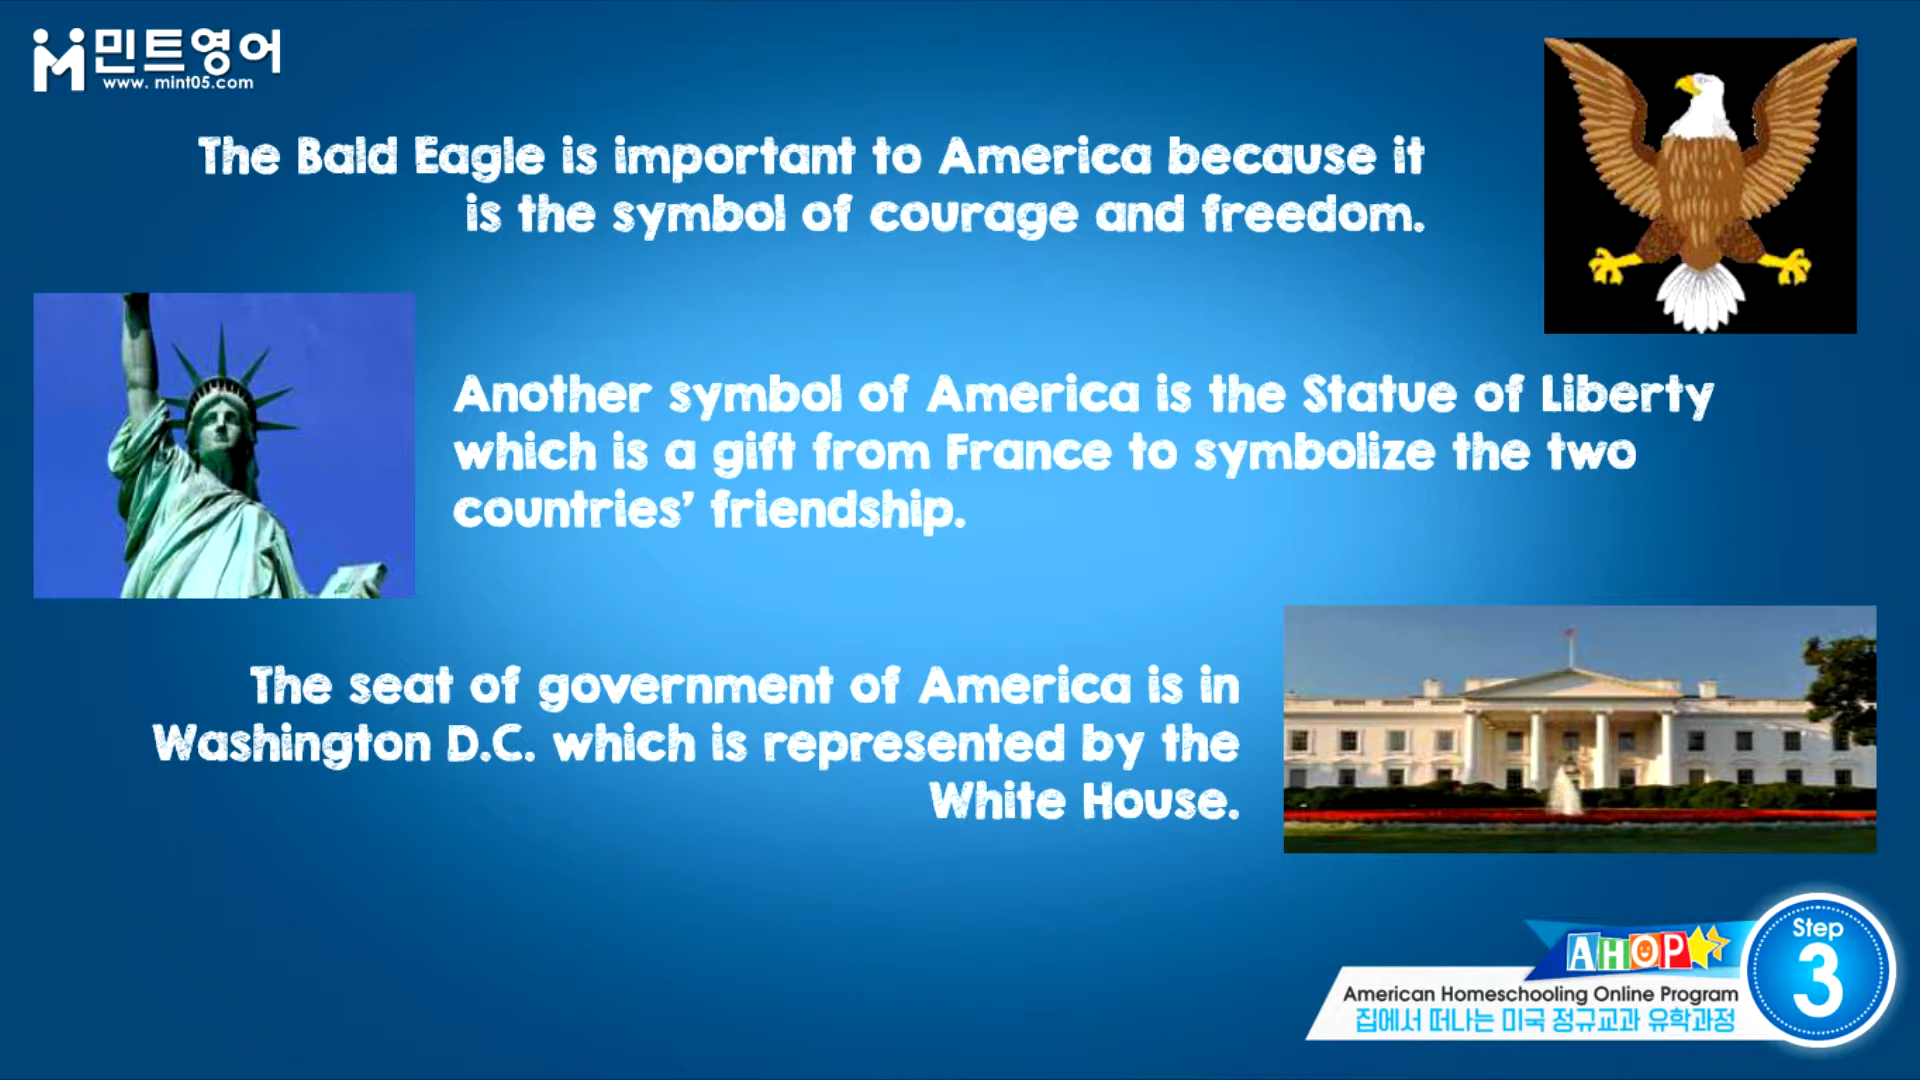 민트영어
www. mint05.com
The Bald Eagle is important to America because it
is the symbol of courage and freedom.
Another symbol of America is the Statue of Liberty
which is a gift from France to symbolize the two
countries’ friendship.
The seat of government of America is in
Washington D.C. which is represented by the
White House.
AHOP
Step
3
American Homeschooling Online Program
집에서 떠나는 미국 정규교과 유학과정